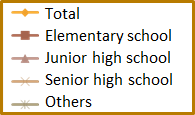 Total
Elementary school
Junior high school
Senior high school
Others